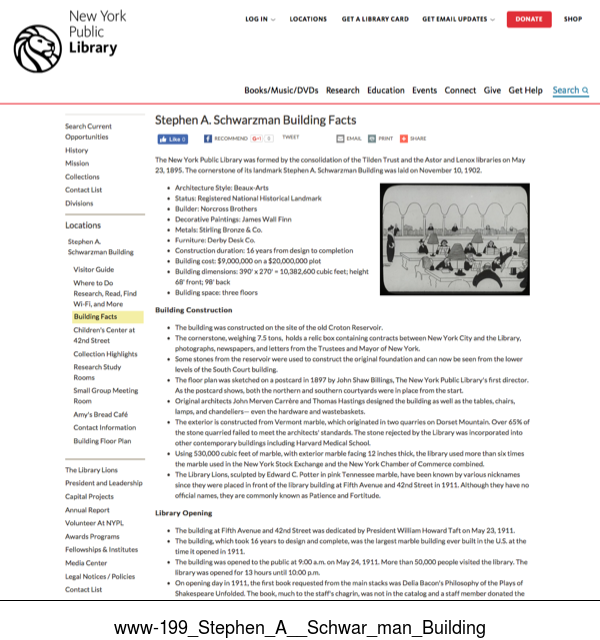 New York
Public
Library
LOG IN
LOCATIONS
GET A LIBRARY CARD
GET EMAIL UPDATES
DONATE
SHOP
Books/Music/DVDs Research Education Events Connect Give Get Help Search
Search Current
Opportunities
History
Mission
Collections
Contact List
Divisions
Locations
Stephen A.
Schwarzman Building
Visitor Guide
Where to Do
Research, Read, Find
Wi-Fi, and More
Building Facts
Children's Center at
42nd Street
Collection Highlights
Research Study
Rooms
Small Group Meeting
Room
Amy's Bread Café
Contact Information
Building Floor Plan
The Library Lions
President and Leadership
Capital Projects
Annual Report
Volunteer At NYPL
Awards Programs
Fellowships & Institutes
Media Center
Legal Notices / Policies
Contact List
Stephen A. Schwarzman Building Facts
Like 0 RECOMMEND TWEET EMAIL PRINT SHARE
The New York Public Library was formed by the consolidation of the Tilden Trust and the Astor and Lenox libraries on May
23, 1895. The cornerstone of its landmark Stephen A. Schwarzman Building was laid on November 10, 1902.
• Architecture Style: Beaux-Arts
• Status: Registered National Historical Landmark
• Builder: Norcross Brothers
• Decorative Paintings: James Wall Finn
• Metals: Stirling Bronze & Co.
• Furniture: Derby Desk Co.
• Construction duration: 16 years from design to completion
• Building cost: $9,000,000 on a $20,000,000 plot
• Building dimensions: 390' x 270' = 10,382,600 cubic feet; height
68' front; 98' back
• Building space: three floors
Building Construction
• The building was constructed on the site of the old Croton Reservoir.
• The cornerstone, weighing 7.5 tons, holds a relic box containing contracts between New York City and the Library,
photographs, newspapers, and letters from the Trustees and Mayor of New York.
• Some stones from the reservoir were used to construct the original foundation and can now be seen from the lower
levels of the South Court building.
• The floor plan was sketched on a postcard in 1897 by John Shaw Billings, The New York Public Library's first director.
As the postcard shows, both the northern and southern courtyards were in place from the start.
• Original architects John Merven Carrère and Thomas Hastings designed the building as well as the tables, chairs,
lamps, and chandeliers— even the hardware and wastebaskets.
• The exterior is constructed from Vermont marble, which originated in two quarries on Dorset Mountain. Over 65% of
the stone quarried failed to meet the architects' standards. The stone rejected by the Library was incorporated into
other contemporary buildings including Harvard Medical School.
• Using 530,000 cubic feet of marble, with exterior marble facing 12 inches thick, the library used more than six times
the marble used in the New York Stock Exchange and the New York Chamber of Commerce combined.
• The Library Lions, sculpted by Edward C. Potter in pink Tennessee marble, have been known by various nicknames
since they were placed in front of the library building at Fifth Avenue and 42nd Street in 1911. Although they have no
official names, they are commonly known as Patience and Fortitude.
Library Opening
• The building at Fifth Avenue and 42nd Street was dedicated by President William Howard Taft on May 23, 1911.
• The building, which took 16 years to design and complete, was the largest marble building ever built in the U.S. at the
time it opened in 1911.
• The building was opened to the public at 9:00 a.m. on May 24, 1911. More than 50,000 people visited the library. The
library was opened for 13 hours until 10:00 p.m.
• On opening day in 1911, the first book requested from the main stacks was Delia Bacon's Philosophy of the Plays of
Shakespeare Unfolded. The book, much to the staff's chagrin, was not in the catalog and a staff member donated the
www-199_Stephen_A__Schwar_man_Building